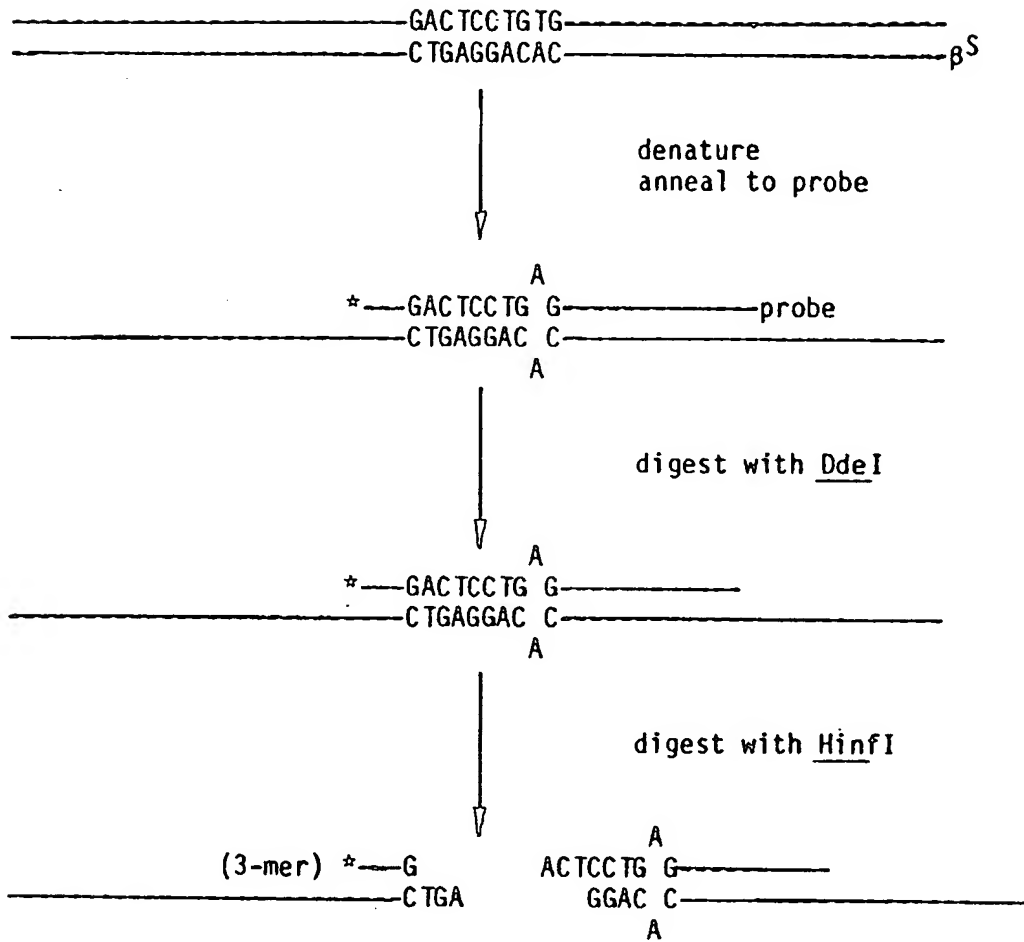 GACTCCTGTG
CTGAGGACAC βS
denature
anneal to probe
A
☆ GACTCCTG G probe
CTGAGGAC C
A
digest with DdeI
A
☆ GACTCCTG G
CTGAGGAC C
A
digest with HinfI
A
(3-mer) ☆ G ACTCCTG G
CTGA GGAC C
A